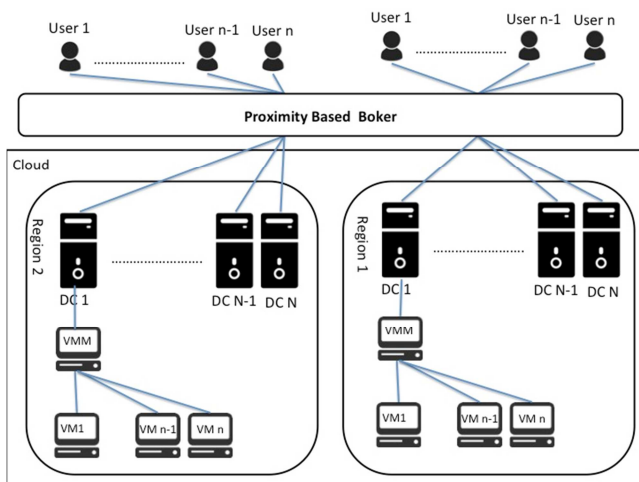 User 1
User n-1
User n
User 1
User n-1
User n
Proximity Based Boker
Cloud
Region 2
DC 1
DC N-1
DC N
VMM
VM1
VM n-1
VM n
Region 1
DC 1
DC N-1
DC N
VMM
VM1
VM n-1
VM n